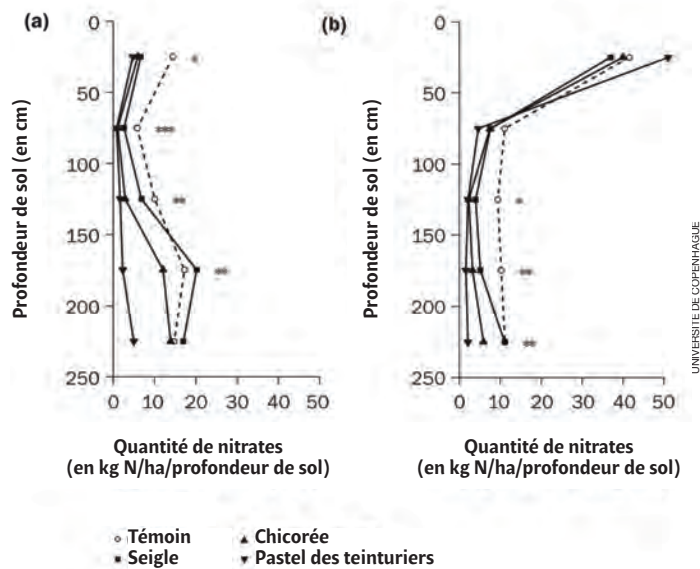 (a)
Profondeur de sol (en cm)
0
50
100
150
200
250
*
***
**
**
0 10 20 30 40 50
Quantité de nitrates
(en kg N/ha/profondeur de sol)
(b)
Profondeur de sol (en cm)
0
50
100
150
200
250
*
**
**
0 10 20 30 40 50
Quantité de nitrates
(en kg N/ha/profondeur de sol)
UNIVERSITÉ DE COPENHAGUE
Témoin
Seigle
Chicorée
Pastel des teinturiers